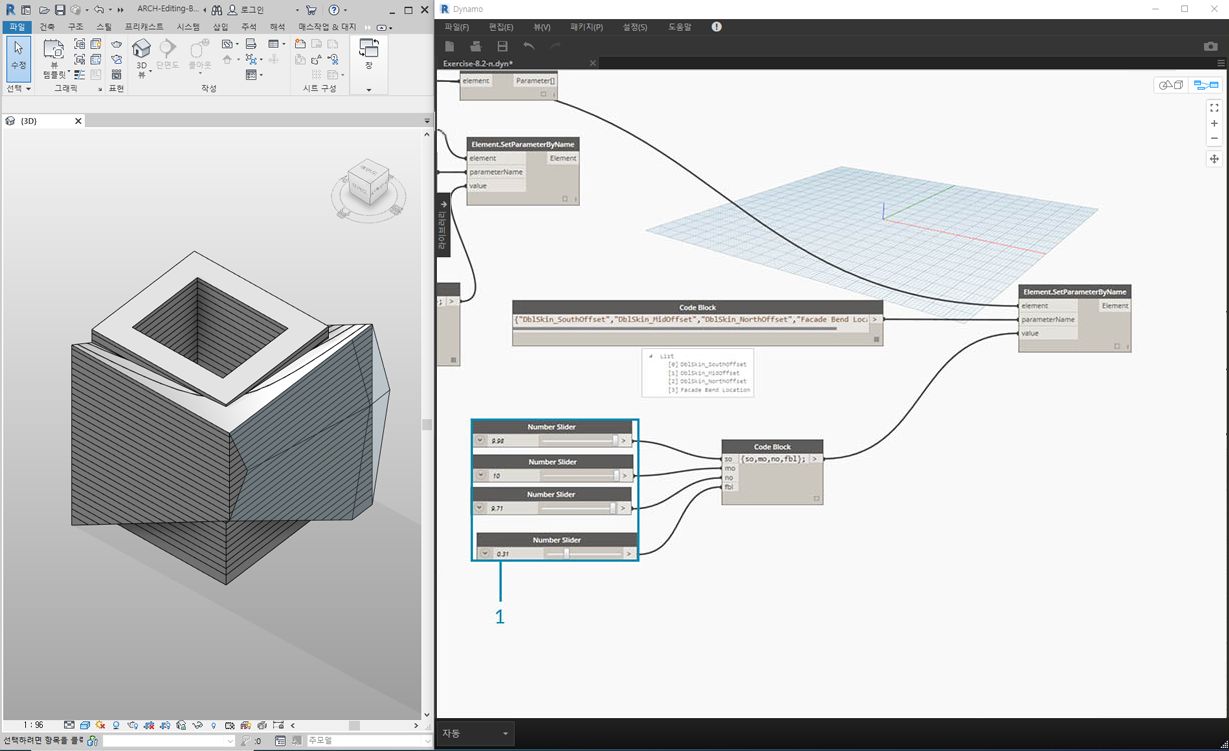 ARCH-Editing-B...
로그인
파일 건축 구조 스틸 프리캐스트 시스템 삽입 주석 해석 매스작업 & 대지
수정
뷰
템플릿
3D
뷰
단면도
콜아웃
창
선택 그래픽 표현 작성 시트 구성
{3D}
1 : 96
선택하려면 항목을 클릭
:0
주모델
Dynamo
파일(F) 편집(E) 뷰(V) 패키지(P) 설정(S) 도움말
Exercise-8.2-n.dyn*
element Parameter[]
Element.SetParameterByName
element Element
parameterName
value
라이브러리
; >
Code Block
{"DblSkin_SouthOffset","DblSkin_MidOffset","DblSkin_NorthOffset","Facade Bend Loca >
List
[0] DblSkin_SouthOffset
[1] DblSkin_MidOffset
[2] DblSkin_NorthOffset
[3] Facade Bend Location
Element.SetParameterByName
element Element
parameterName
value
Number Slider
9.98 >
Number Slider
10 >
Number Slider
9.71 >
Number Slider
0.31 >
Code Block
so {so,mo,no,fbl}; >
mo
no
fbl
1
자동